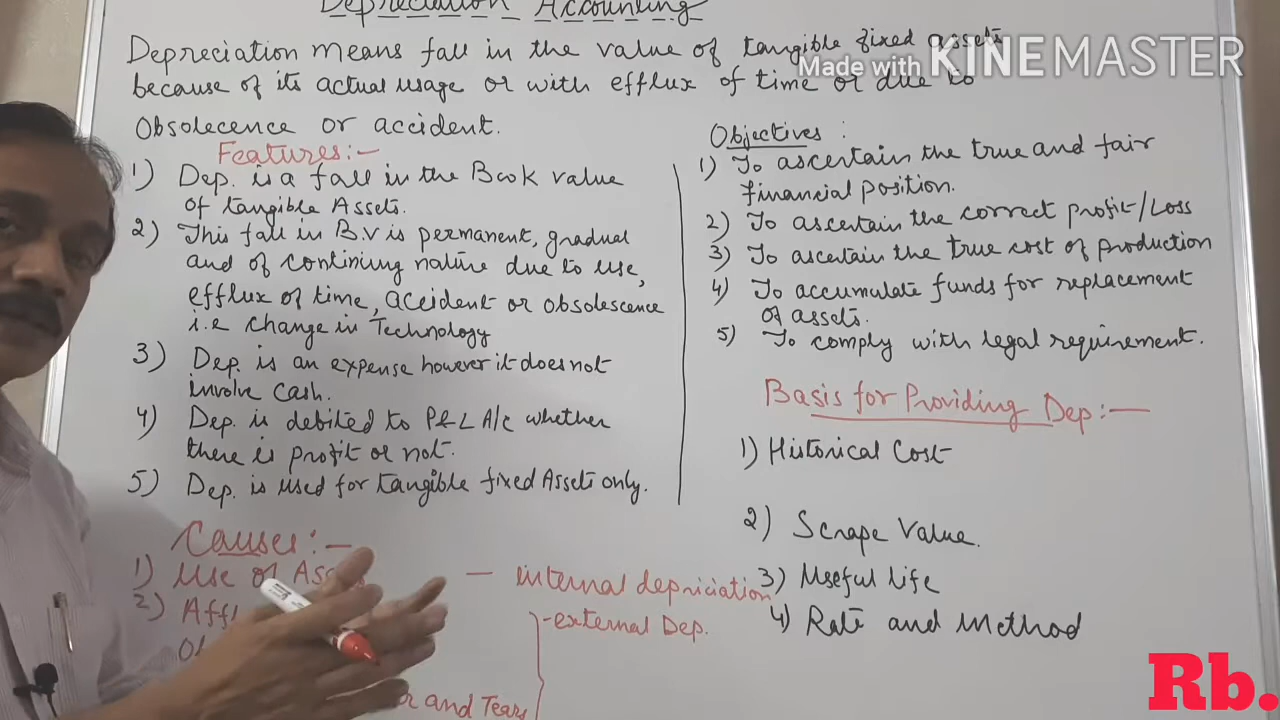 Depreciation Accounting
Depreciation means fall in the value of tangible fixed assets
because of its actual usage or with efflux of time or due to
Obsolecence or accident.
Made with KINEMASTER
Features:-
1) Dep. is a fall in the Book value
of tangible Assets.
2) This fall in B.V is permanent, gradual
and of continuing nature due to use,
efflux of time, accident or obsolescence
i.e change in Technology
3) Dep. is an expense however it does not
involve cash.
4) Dep. is debited to P&L A/c whether
there is profit or not.
5) Dep. is used for tangible fixed Assets only.
Causes:-
1) Use of Assets — internal depriciation
2) Aff
- external Dep.
and Tears
Objectives :
1) To ascertain the true and fair
financial position.
2) To ascertain the correct profit/Loss
3) To ascertain the true cost of production
4) To accumulate funds for replacement
of assets.
5) To comply with legal requirement.
Basis for Providing Dep:-
1) Historical Cost
2) Scrape Value.
3) Useful life
4) Rate and Method
Rb.